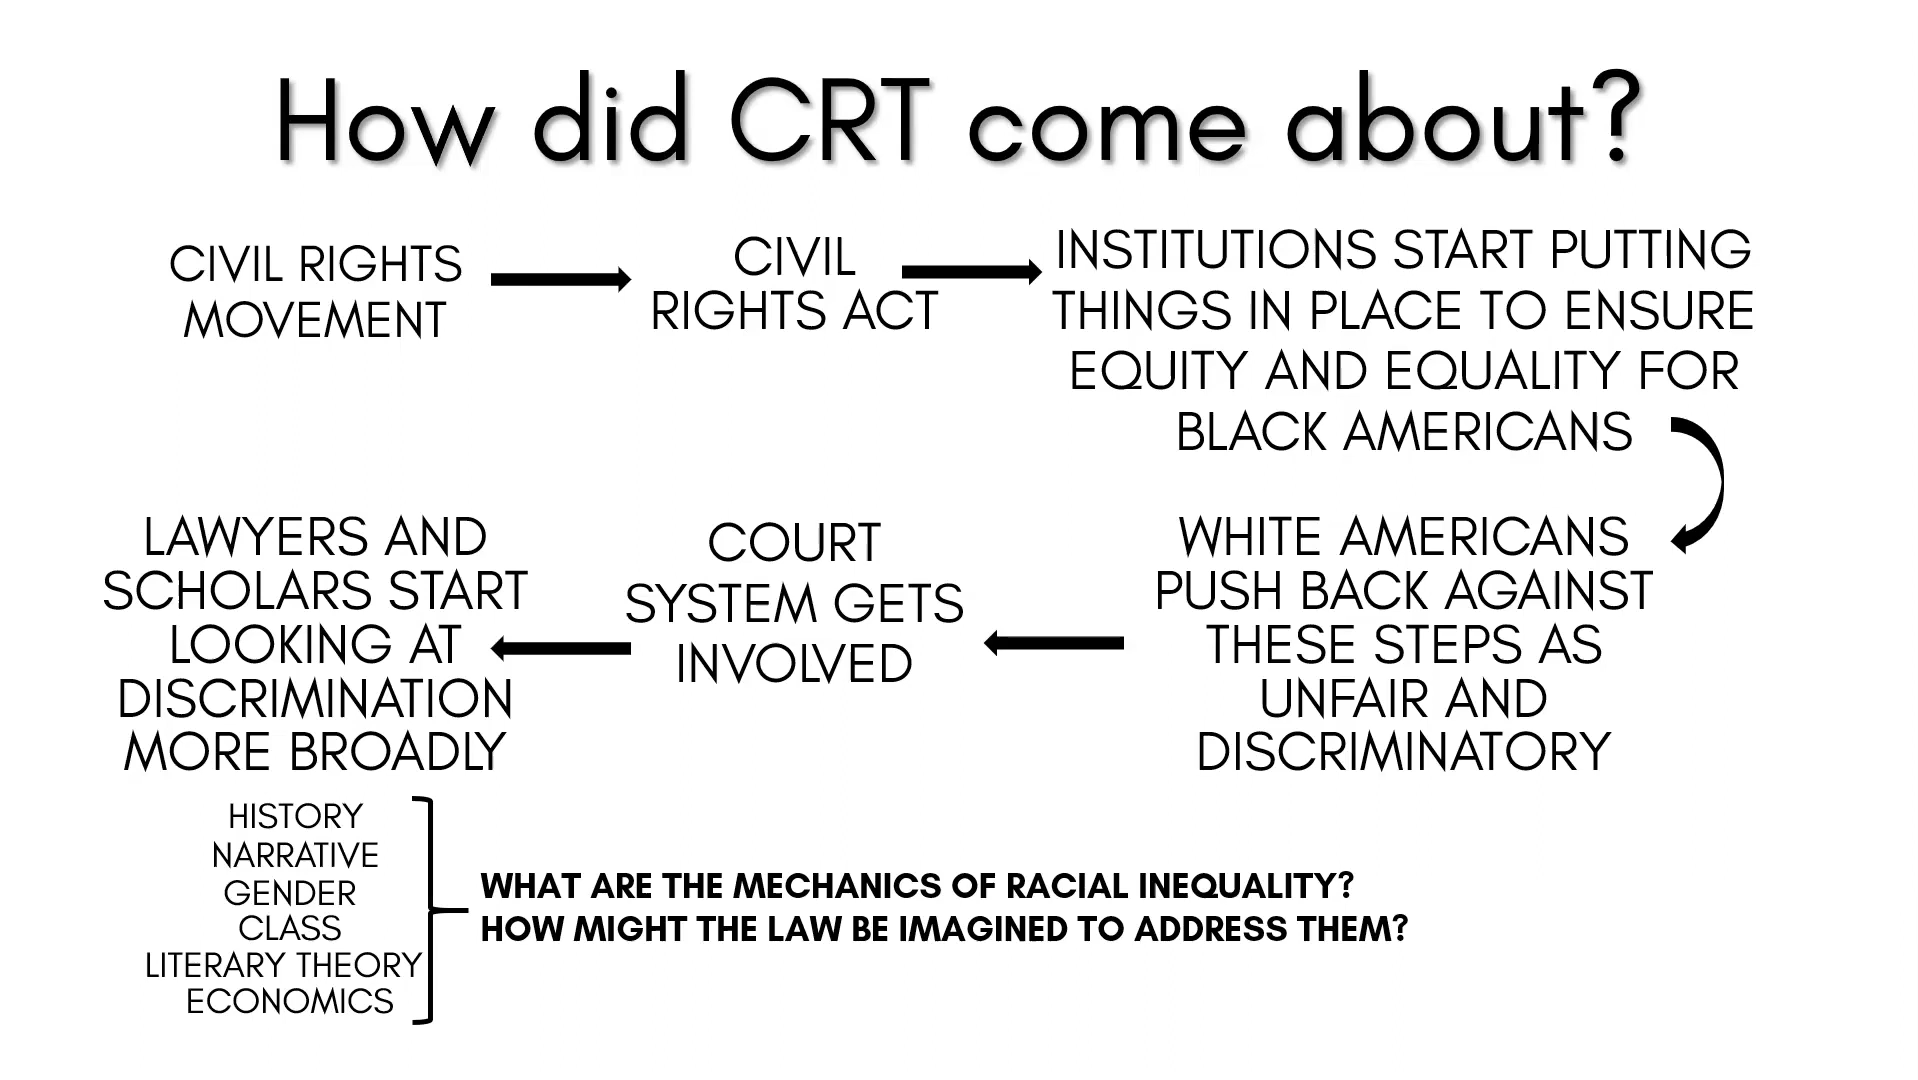 How did CRT come about?
CIVIL RIGHTS
MOVEMENT
CIVIL
RIGHTS ACT
INSTITUTIONS START PUTTING
THINGS IN PLACE TO ENSURE
EQUITY AND EQUALITY FOR
BLACK AMERICANS
WHITE AMERICANS
PUSH BACK AGAINST
THESE STEPS AS
UNFAIR AND
DISCRIMINATORY
COURT
SYSTEM GETS
INVOLVED
LAWYERS AND
SCHOLARS START
LOOKING AT
DISCRIMINATION
MORE BROADLY
HISTORY
NARRATIVE
GENDER
CLASS
LITERARY THEORY
ECONOMICS
WHAT ARE THE MECHANICS OF RACIAL INEQUALITY?
HOW MIGHT THE LAW BE IMAGINED TO ADDRESS THEM?